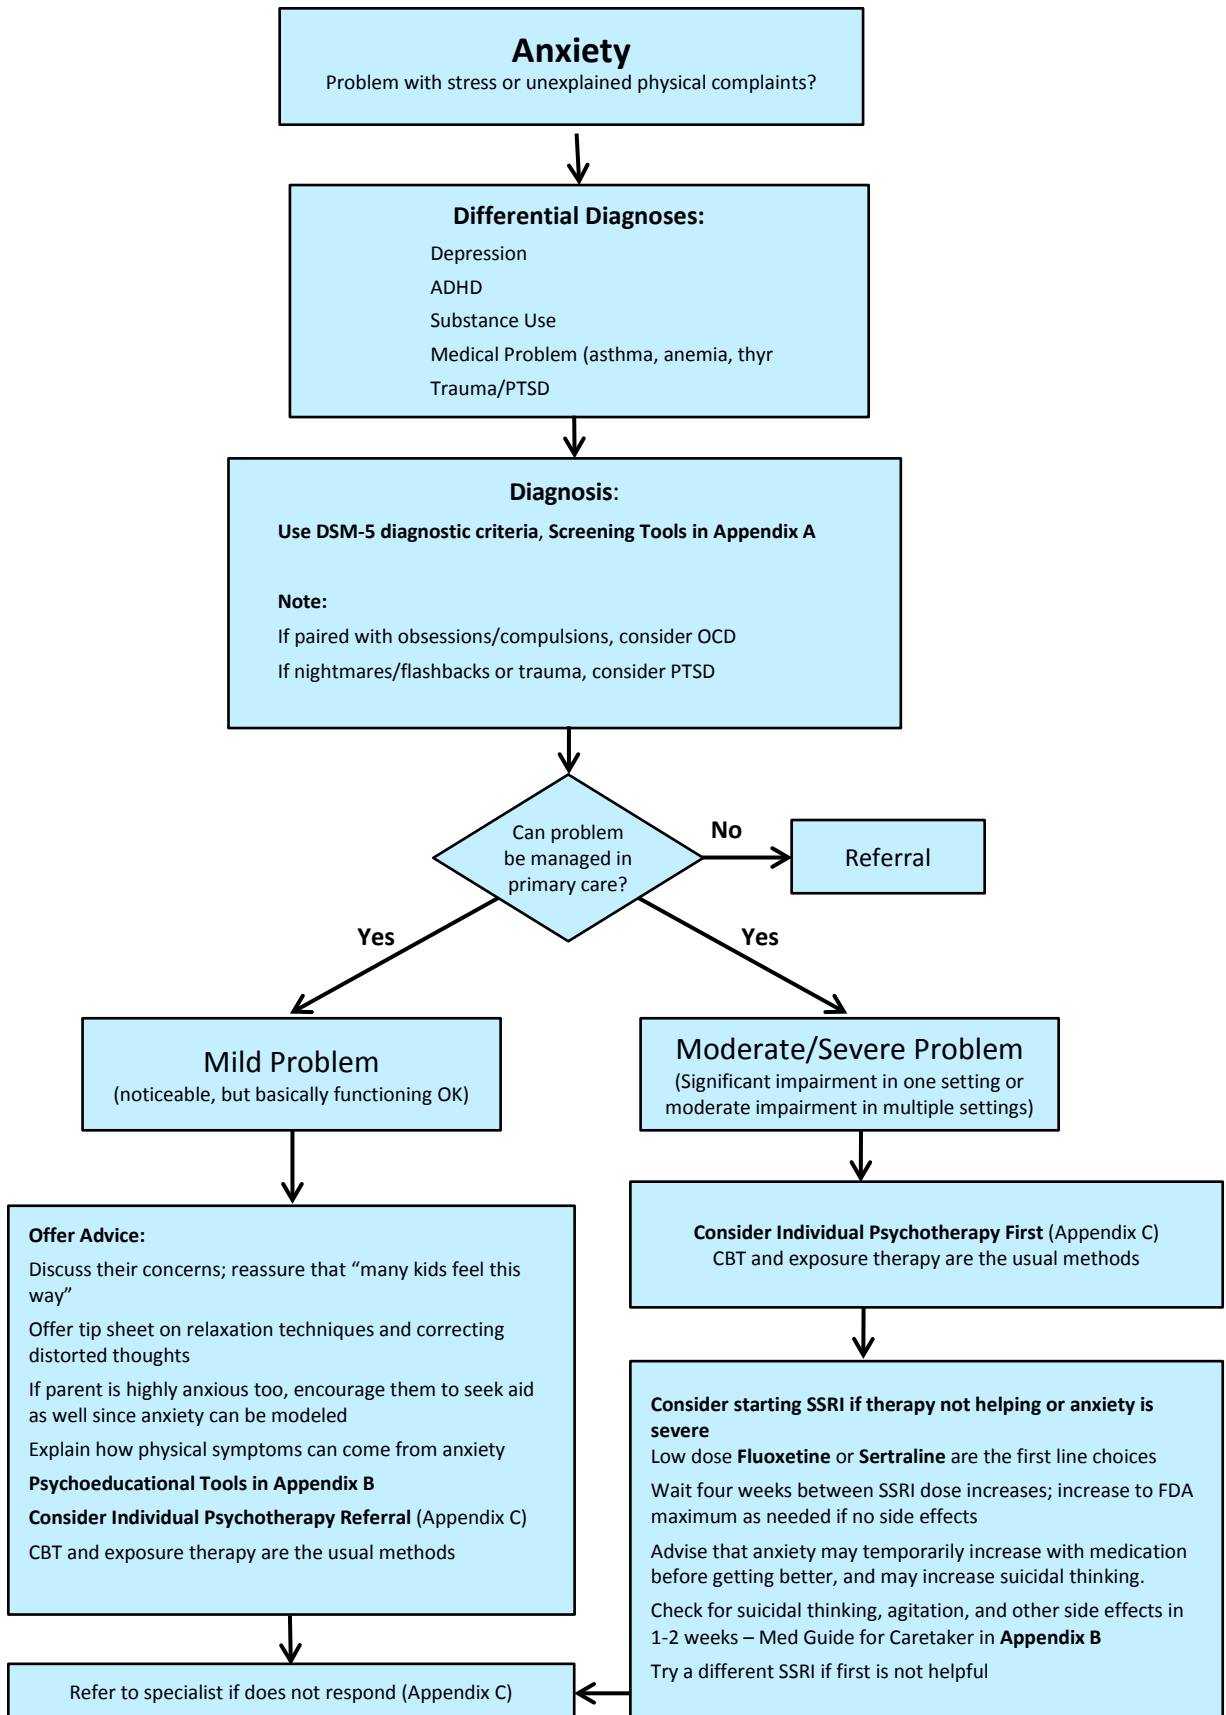 Anxiety
Problem with stress or unexplained physical complaints?
Differential Diagnoses:
Depression
ADHD
Substance Use
Medical Problem (asthma, anemia, thyr
Trauma/PTSD
Diagnosis:
Use DSM-5 diagnostic criteria, Screening Tools in Appendix A
Note:
If paired with obsessions/compulsions, consider OCD
If nightmares/flashbacks or trauma, consider PTSD
Can problem
be managed in
primary care?
No
Referral
Yes
Yes
Mild Problem
(noticeable, but basically functioning OK)
Moderate/Severe Problem
(Significant impairment in one setting or
moderate impairment in multiple settings)
Offer Advice:
Discuss their concerns; reassure that “many kids feel this
way”
Offer tip sheet on relaxation techniques and correcting
distorted thoughts
If parent is highly anxious too, encourage them to seek aid
as well since anxiety can be modeled
Explain how physical symptoms can come from anxiety
Psychoeducational Tools in Appendix B
Consider Individual Psychotherapy Referral (Appendix C)
CBT and exposure therapy are the usual methods
Consider Individual Psychotherapy First (Appendix C)
CBT and exposure therapy are the usual methods
Consider starting SSRI if therapy not helping or anxiety is
severe
Low dose Fluoxetine or Sertraline are the first line choices
Wait four weeks between SSRI dose increases; increase to FDA
maximum as needed if no side effects
Advise that anxiety may temporarily increase with medication
before getting better, and may increase suicidal thinking.
Check for suicidal thinking, agitation, and other side effects in
1-2 weeks – Med Guide for Caretaker in Appendix B
Try a different SSRI if first is not helpful
Refer to specialist if does not respond (Appendix C)